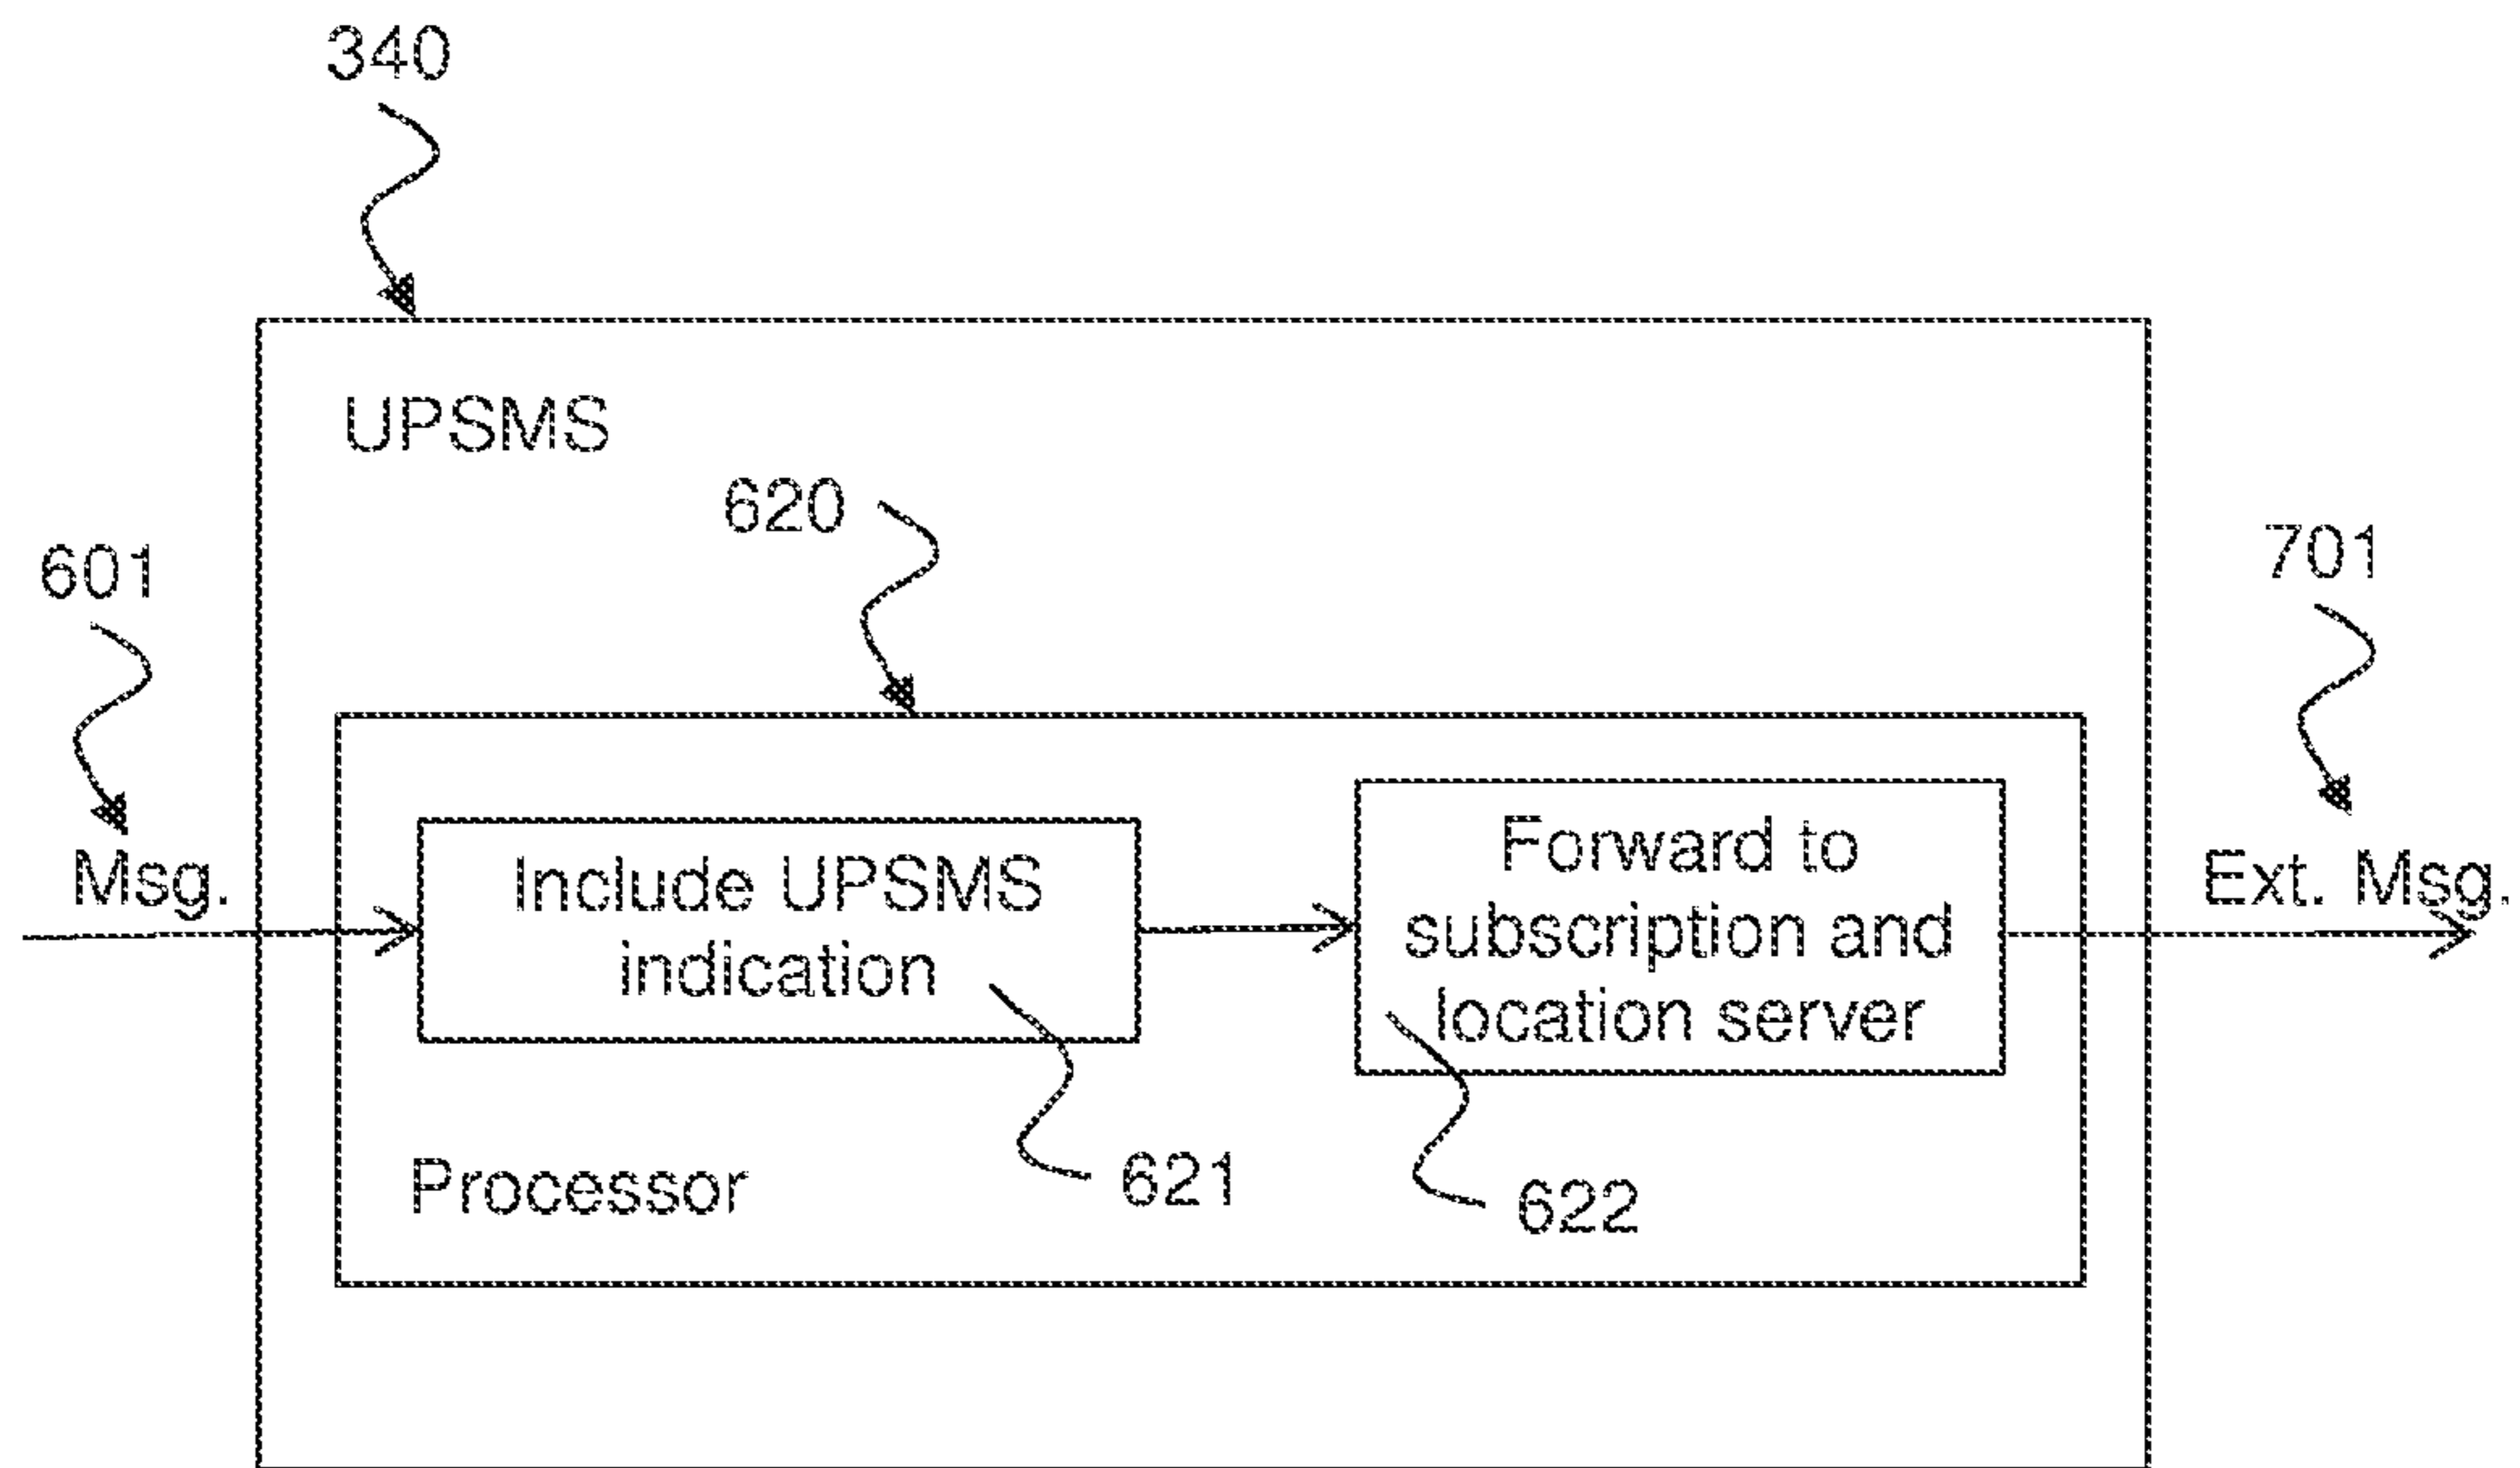 340
UPSMS
620
601
701
Msg.
Include UPSMS
indication
Forward to
subscription and
location server
Ext. Msg.
Processor
621
622